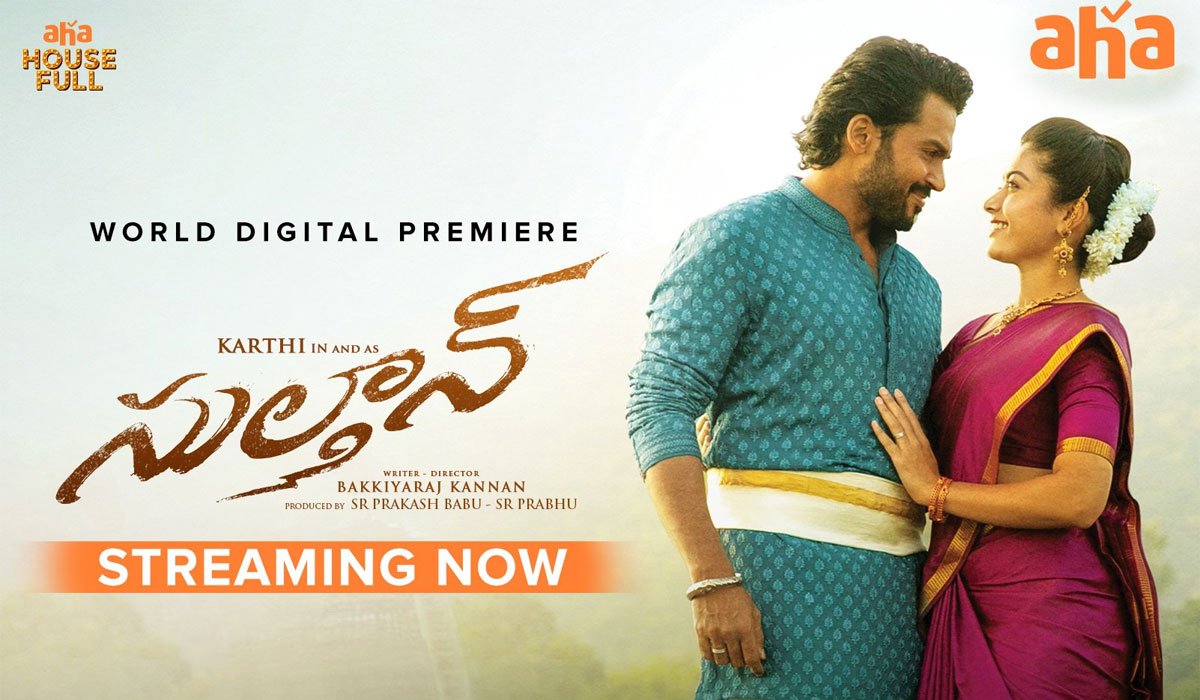 aha
HOUSE
FULL
aha
WORLD DIGITAL PREMIERE
KARTHI IN AND AS
సుల్తాన్
WRITER - DIRECTOR
BAKKIYARAJ KANNAN
PRODUCED BY SR PRAKASH BABU - SR PRABHU
STREAMING NOW